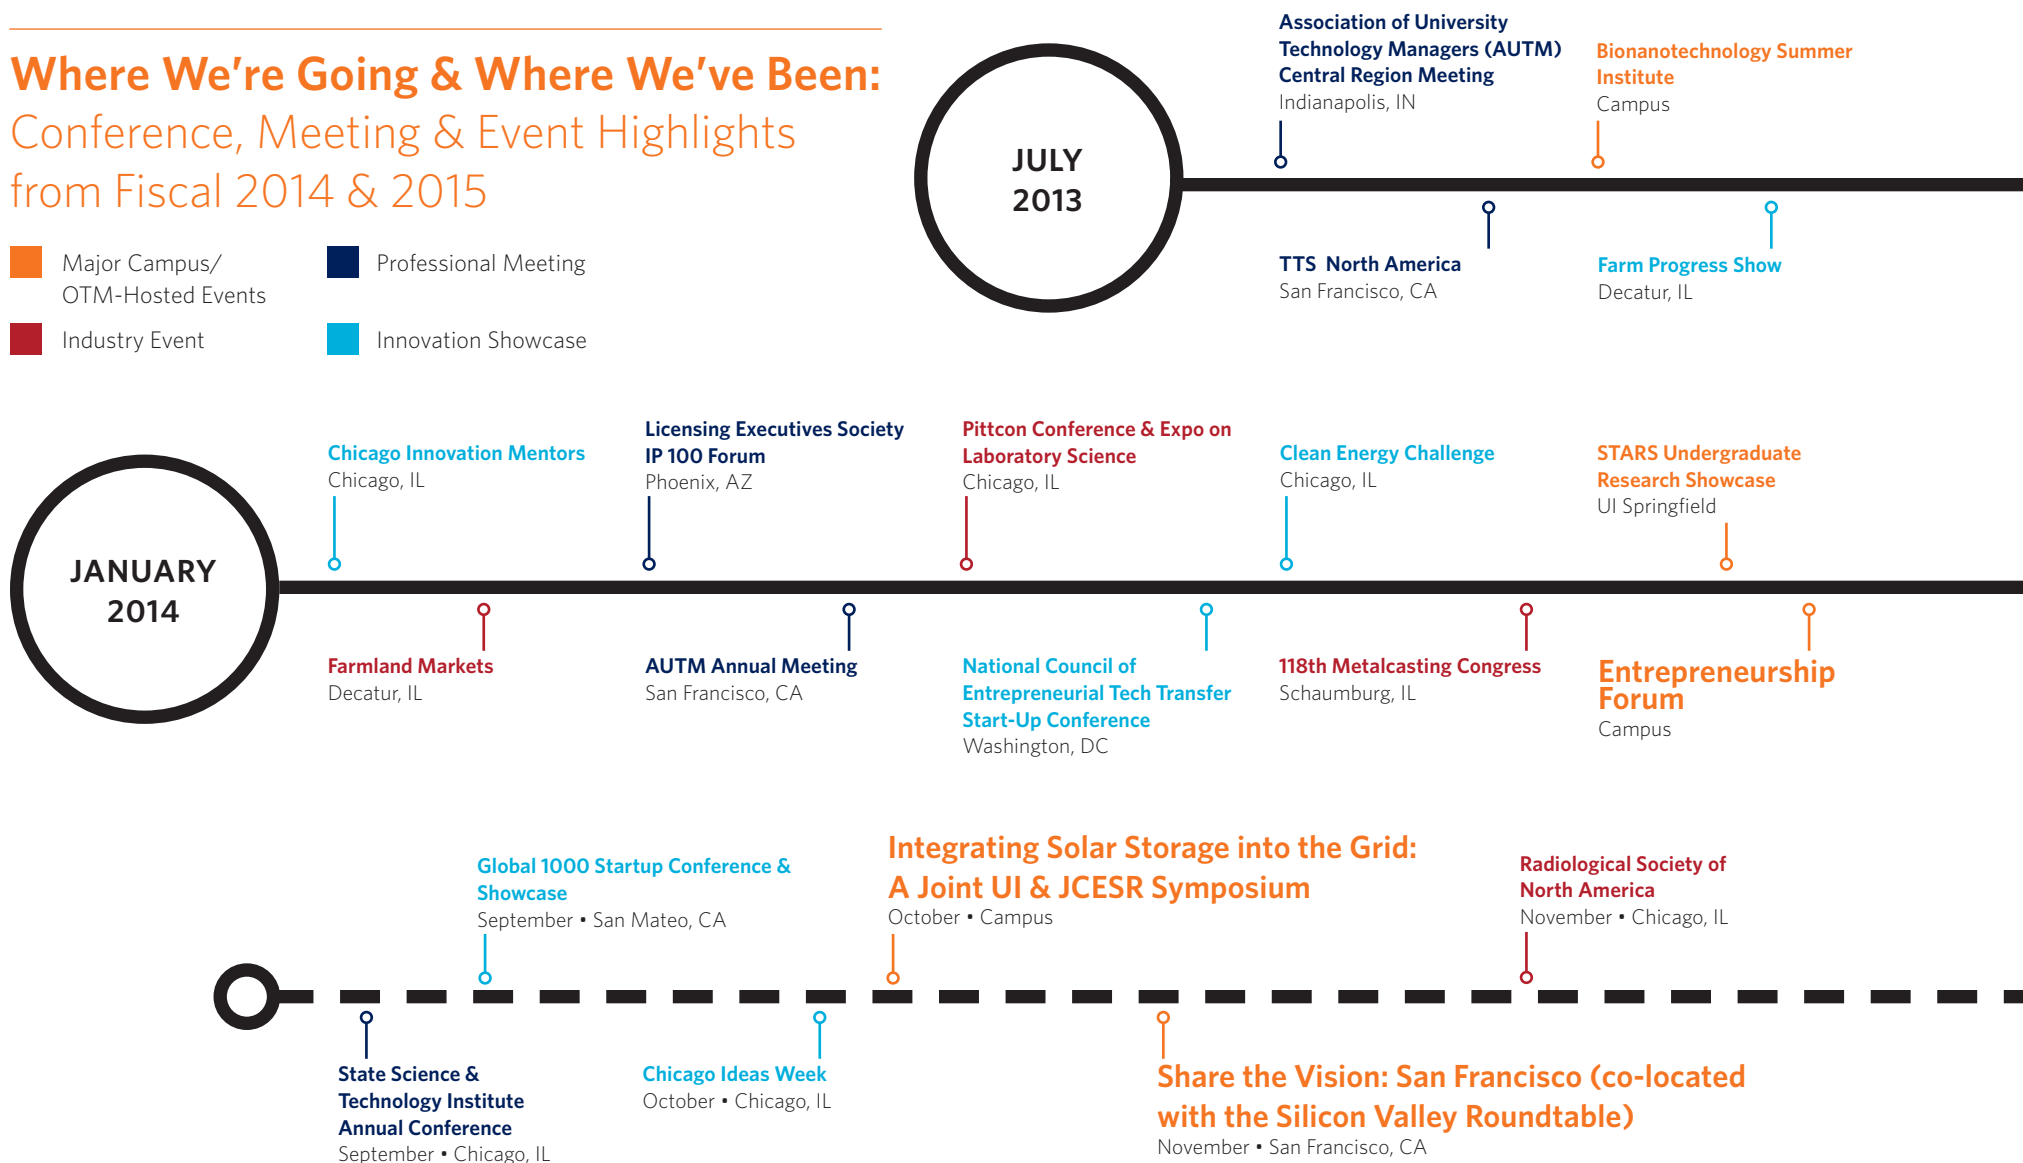 Where We're Going & Where We've Been:
Conference, Meeting & Event Highlights
from Fiscal 2014 & 2015
Major Campus/
OTM-Hosted Events
Professional Meeting
Industry Event
Innovation Showcase
JULY
2013
Association of University
Technology Managers (AUTM)
Central Region Meeting
Indianapolis, IN
Bionanotechnology Summer
Institute
Campus
TTS North America
San Francisco, CA
Farm Progress Show
Decatur, IL
JANUARY
2014
Chicago Innovation Mentors
Chicago, IL
Licensing Executives Society
IP 100 Forum
Phoenix, AZ
Pittcon Conference & Expo on
Laboratory Science
Chicago, IL
Clean Energy Challenge
Chicago, IL
STARS Undergraduate
Research Showcase
UI Springfield
Farmland Markets
Decatur, IL
AUTM Annual Meeting
San Francisco, CA
National Council of
Entrepreneurial Tech Transfer
Start-Up Conference
Washington, DC
118th Metalcasting Congress
Schaumburg, IL
Entrepreneurship
Forum
Campus
Global 1000 Startup Conference &
Showcase
September • San Mateo, CA
Integrating Solar Storage into the Grid:
A Joint UI & JCESR Symposium
October • Campus
Radiological Society of
North America
November • Chicago, IL
State Science &
Technology Institute
Annual Conference
September • Chicago, IL
Chicago Ideas Week
October • Chicago, IL
Share the Vision: San Francisco (co-located
with the Silicon Valley Roundtable)
November • San Francisco, CA